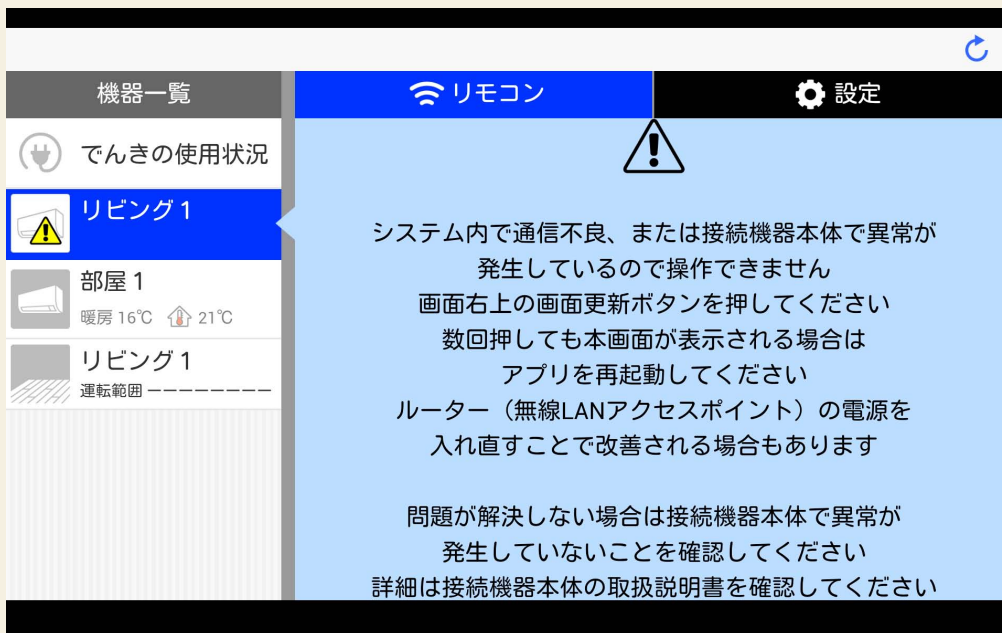 機器一覧
リモコン
設定
でんきの使用状況
リビング1
部屋1
暖房 16℃ 21℃
リビング1
運転範囲 ーーーーーーーー
システム内で通信不良、または接続機器本体で異常が
発生しているので操作できません
画面右上の画面更新ボタンを押してください
数回押しても本画面が表示される場合は
アプリを再起動してください
ルーター（無線LANアクセスポイント）の電源を
入れ直すことで改善される場合もあります
問題が解決しない場合は接続機器本体で異常が
発生していないことを確認してください
詳細は接続機器本体の取扱説明書を確認してください